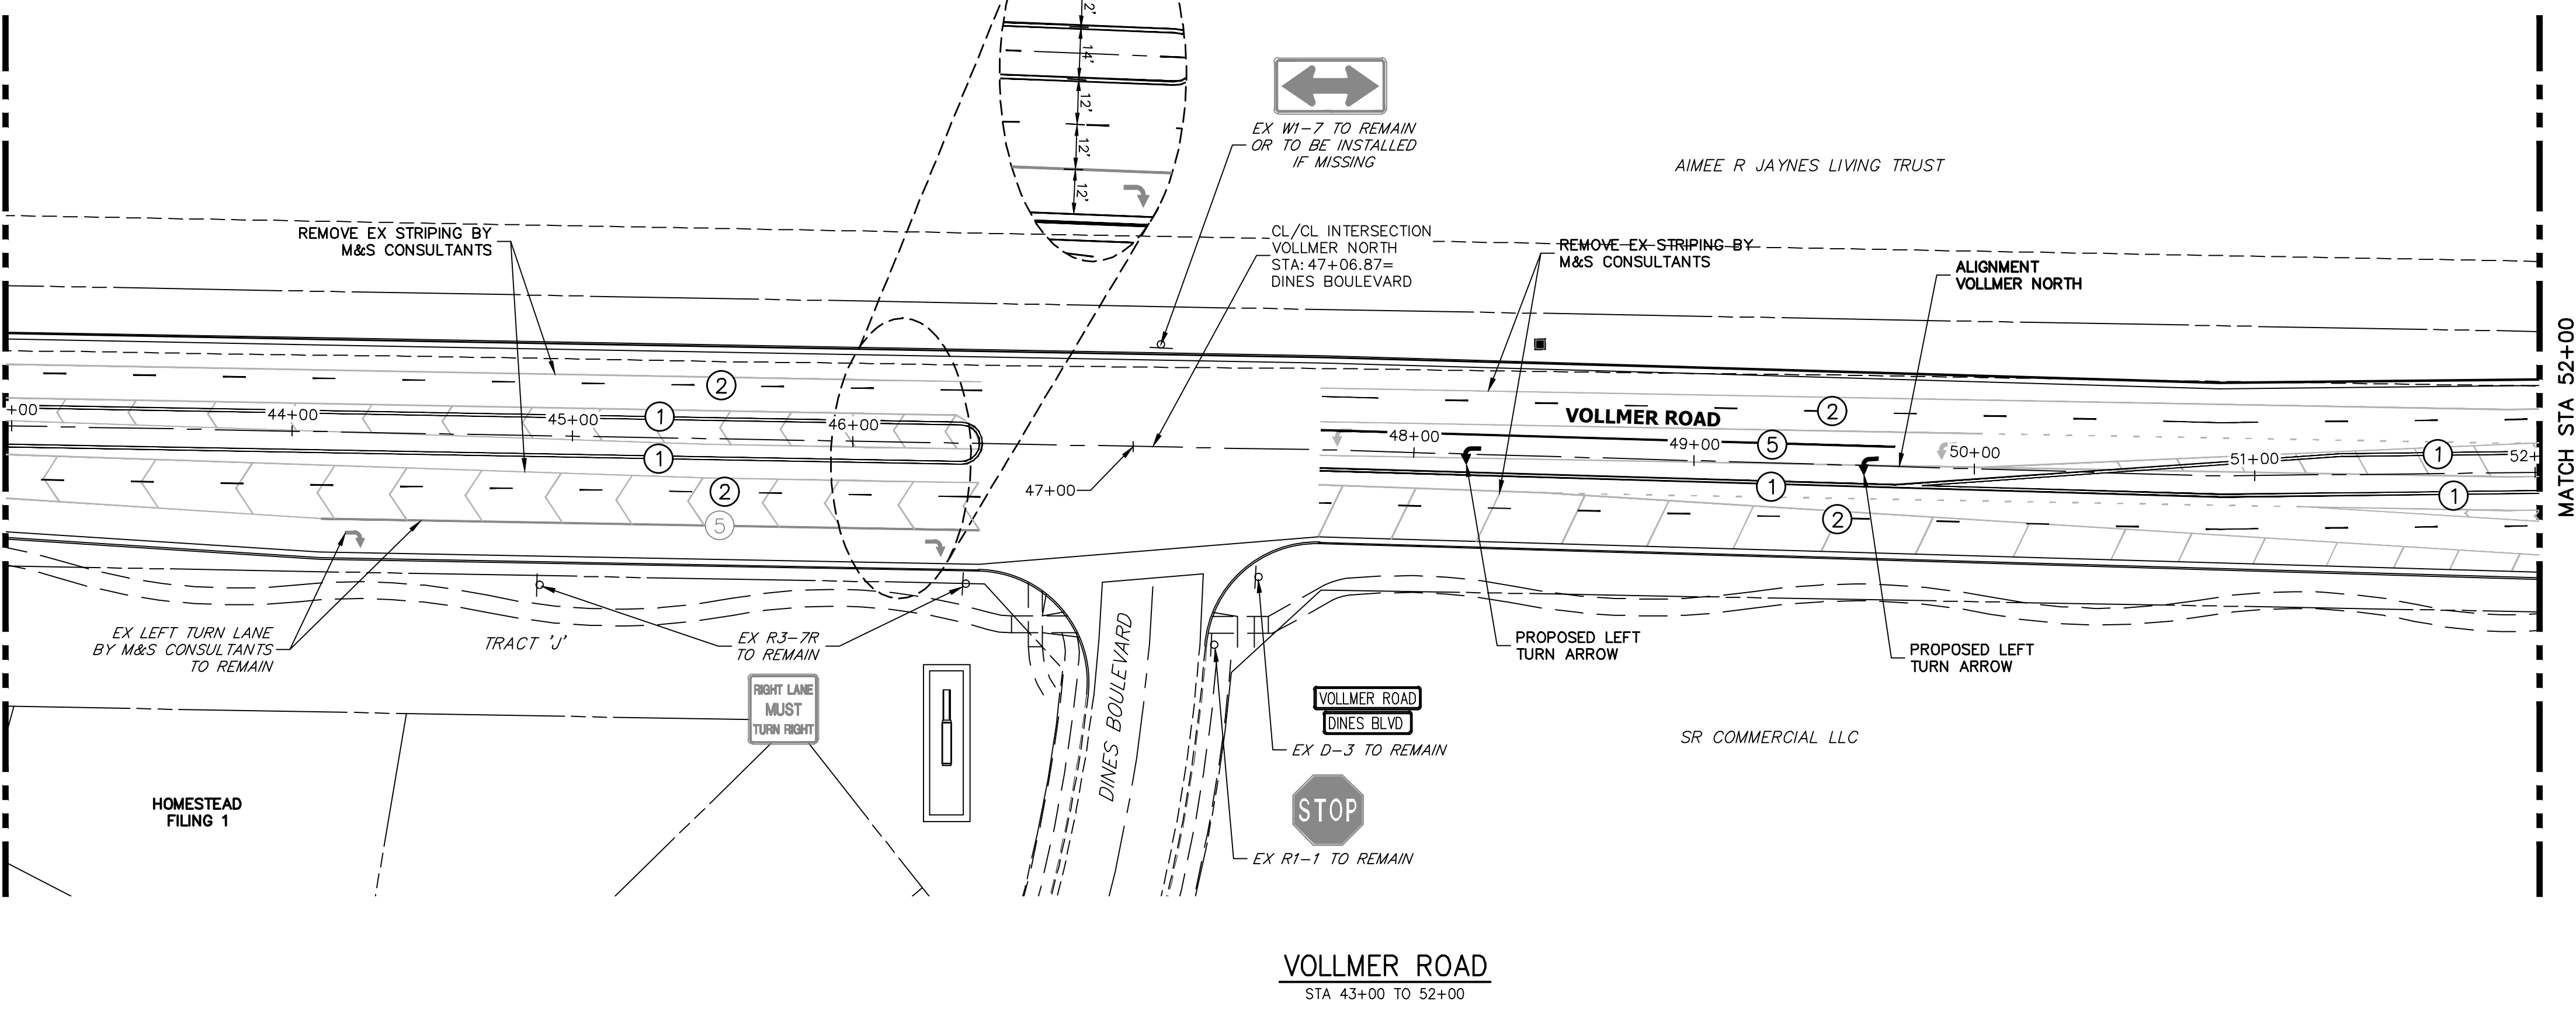 2'
14'
12'
12'
12'
EX W1-7 TO REMAIN
OR TO BE INSTALLED
IF MISSING
AIMEE R JAYNES LIVING TRUST
REMOVE EX STRIPING BY
M&S CONSULTANTS
CL/CL INTERSECTION
VOLLMER NORTH
STA: 47+06.87=
DINES BOULEVARD
REMOVE EX STRIPING BY
M&S CONSULTANTS
ALIGNMENT
VOLLMER NORTH
MATCH STA 52+00
2
2
VOLLMER ROAD
+00
44+00
1
45+00
46+00
48+00
49+00
5
50+00
51+00
1
52+
1
47+00
2
5
1
1
2
EX LEFT TURN LANE
BY M&S CONSULTANTS
TO REMAIN
TRACT 'J'
EX R3-7R
TO REMAIN
DINES BOULEVARD
PROPOSED LEFT
TURN ARROW
PROPOSED LEFT
TURN ARROW
RIGHT LANE
MUST
TURN RIGHT
VOLLMER ROAD
DINES BLVD
EX D-3 TO REMAIN
SR COMMERCIAL LLC
HOMESTEAD
FILING 1
STOP
EX R1-1 TO REMAIN
VOLLMER ROAD
STA 43+00 TO 52+00